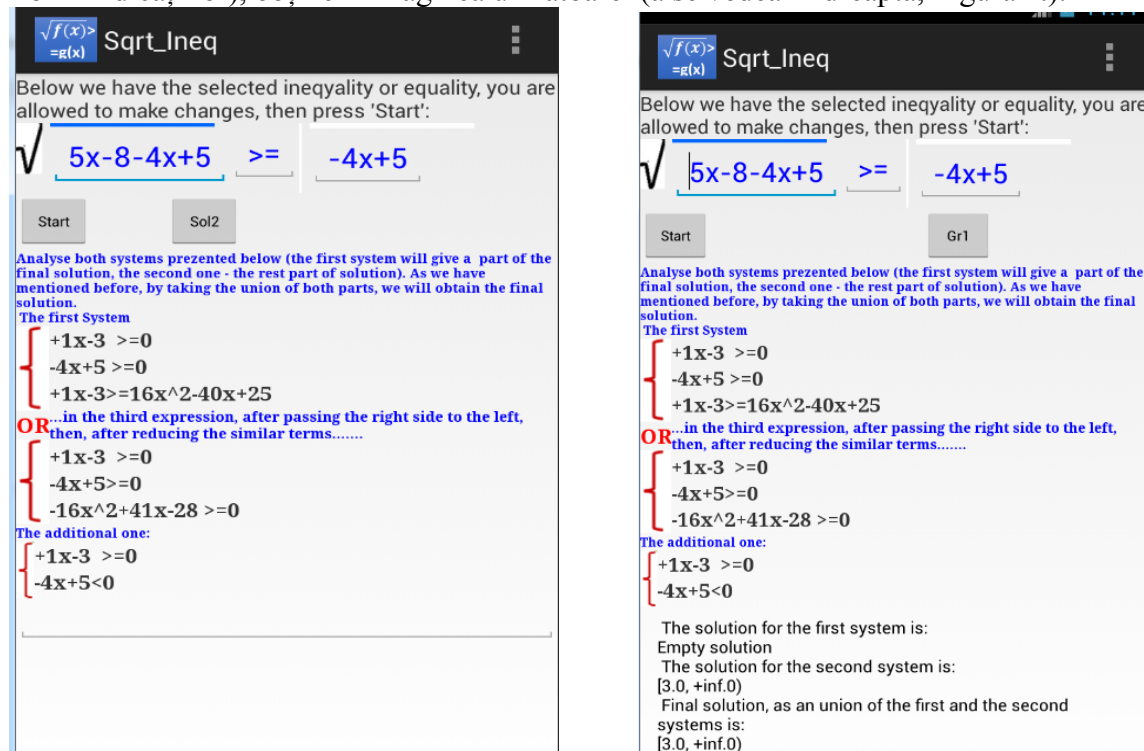 √f(x)>
=g(x)
Sqrt_Ineq
Below we have the selected ineqyality or equality, you are
allowed to make changes, then press 'Start':
√ 5x-8-4x+5 >= -4x+5
Start Sol2
Analyse both systems prezented below (the first system will give a part of the
final solution, the second one - the rest part of solution). As we have
mentioned before, by taking the union of both parts, we will obtain the final
solution.
The first System
+1x-3 >=0
-4x+5 >=0
+1x-3>=16x^2-40x+25
OR ...in the third expression, after passing the right side to the left,
then, after reducing the similar terms.......
+1x-3 >=0
-4x+5>=0
-16x^2+41x-28 >=0
The additional one:
+1x-3 >=0
-4x+5<0
√f(x)>
=g(x)
Sqrt_Ineq
Below we have the selected ineqyality or equality, you are
allowed to make changes, then press 'Start':
√ 5x-8-4x+5 >= -4x+5
Start Gr1
Analyse both systems prezented below (the first system will give a part of the
final solution, the second one - the rest part of solution). As we have
mentioned before, by taking the union of both parts, we will obtain the final
solution.
The first System
+1x-3 >=0
-4x+5 >=0
+1x-3>=16x^2-40x+25
OR ...in the third expression, after passing the right side to the left,
then, after reducing the similar terms.......
+1x-3 >=0
-4x+5>=0
-16x^2+41x-28 >=0
The additional one:
+1x-3 >=0
-4x+5<0
The solution for the first system is:
Empty solution
The solution for the second system is:
[3.0, +inf.0)
Final solution, as an union of the first and the second
systems is:
[3.0, +inf.0)